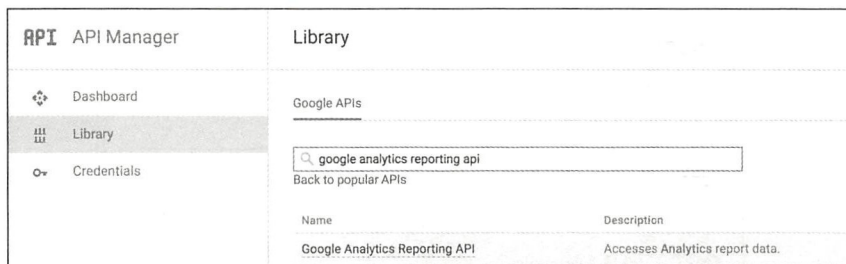 API API Manager
Library
Dashboard
Library
Credentials
Google APIs
google analytics reporting api
Back to popular APIs
Name Description
Google Analytics Reporting API Accesses Analytics report data.